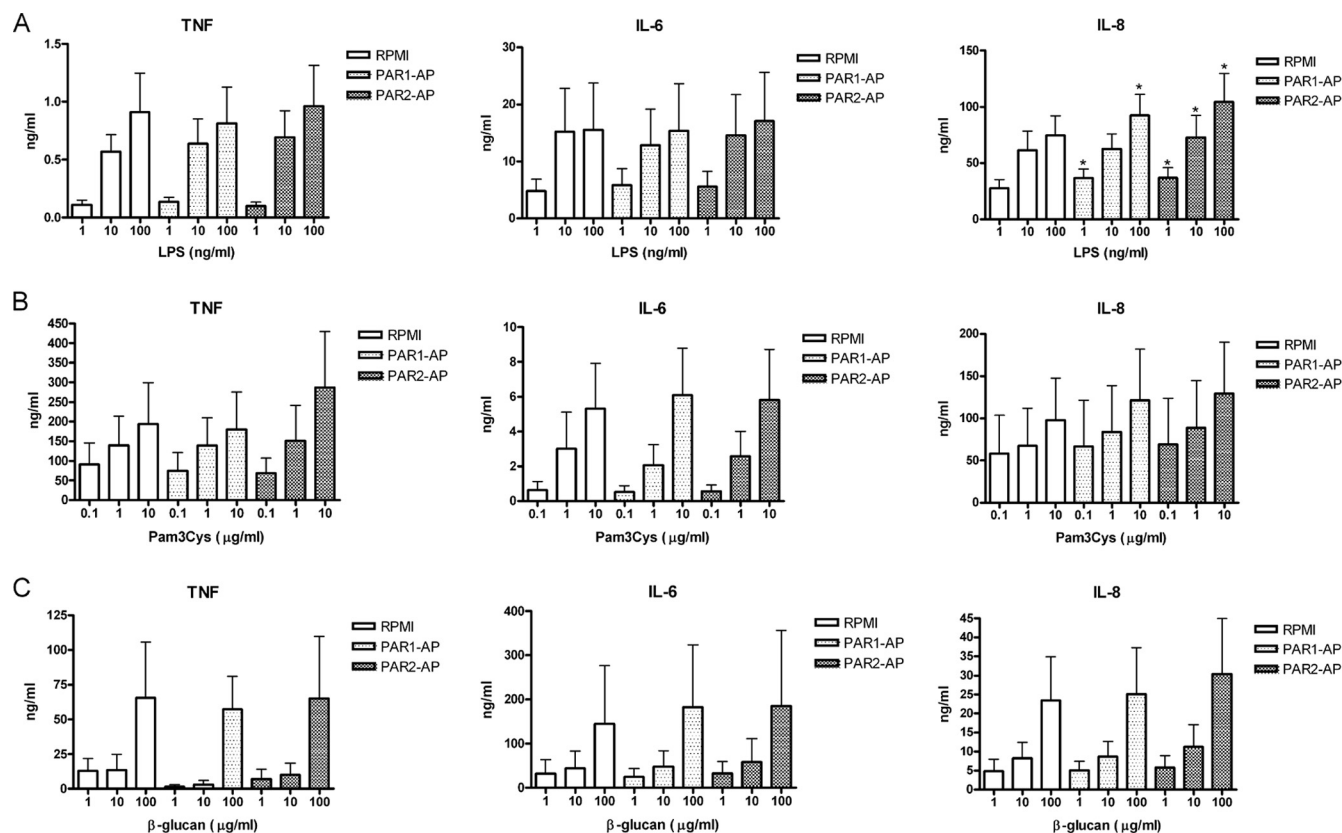 A
TNF
1.5
1.0
0.5
0.0
ng/ml
1 10 100 1 10 100 1 10 100
LPS (ng/ml)
RPMI
PAR1-AP
PAR2-AP
IL-6
30
20
10
0
ng/ml
1 10 100 1 10 100 1 10 100
LPS (ng/ml)
RPMI
PAR1-AP
PAR2-AP
IL-8
150
100
50
0
ng/ml
* * * * *
1 10 100 1 10 100 1 10 100
LPS (ng/ml)
RPMI
PAR1-AP
PAR2-AP
B
TNF
450
400
350
300
250
200
150
100
50
0
ng/ml
0.1 1 10 0.1 1 10 0.1 1 10
Pam3Cys (μg/ml)
RPMI
PAR1-AP
PAR2-AP
IL-6
10
8
6
4
2
0
ng/ml
0.1 1 10 0.1 1 10 0.1 1 10
Pam3Cys (μg/ml)
RPMI
PAR1-AP
PAR2-AP
IL-8
200
150
100
50
0
ng/ml
0.1 1 10 0.1 1 10 0.1 1 10
Pam3Cys (μg/ml)
RPMI
PAR1-AP
PAR2-AP
C
TNF
125
100
75
50
25
0
ng/ml
1 10 100 1 10 100 1 10 100
β-glucan (μg/ml)
RPMI
PAR1-AP
PAR2-AP
IL-6
400
300
200
100
0
ng/ml
1 10 100 1 10 100 1 10 100
β-glucan (μg/ml)
RPMI
PAR1-AP
PAR2-AP
IL-8
45
40
35
30
25
20
15
10
5
0
ng/ml
1 10 100 1 10 100 1 10 100
β-glucan (μg/ml)
RPMI
PAR1-AP
PAR2-AP